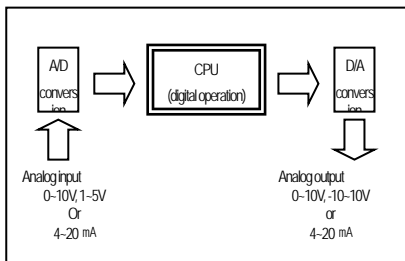 A/D
convers
ion
CPU
(digital operation)
D/A
convers
ion
Analog input
0~10V, 1~5V
Or
4~20 mA
Analog output
0~10V, -10~10V
or
4~20 mA